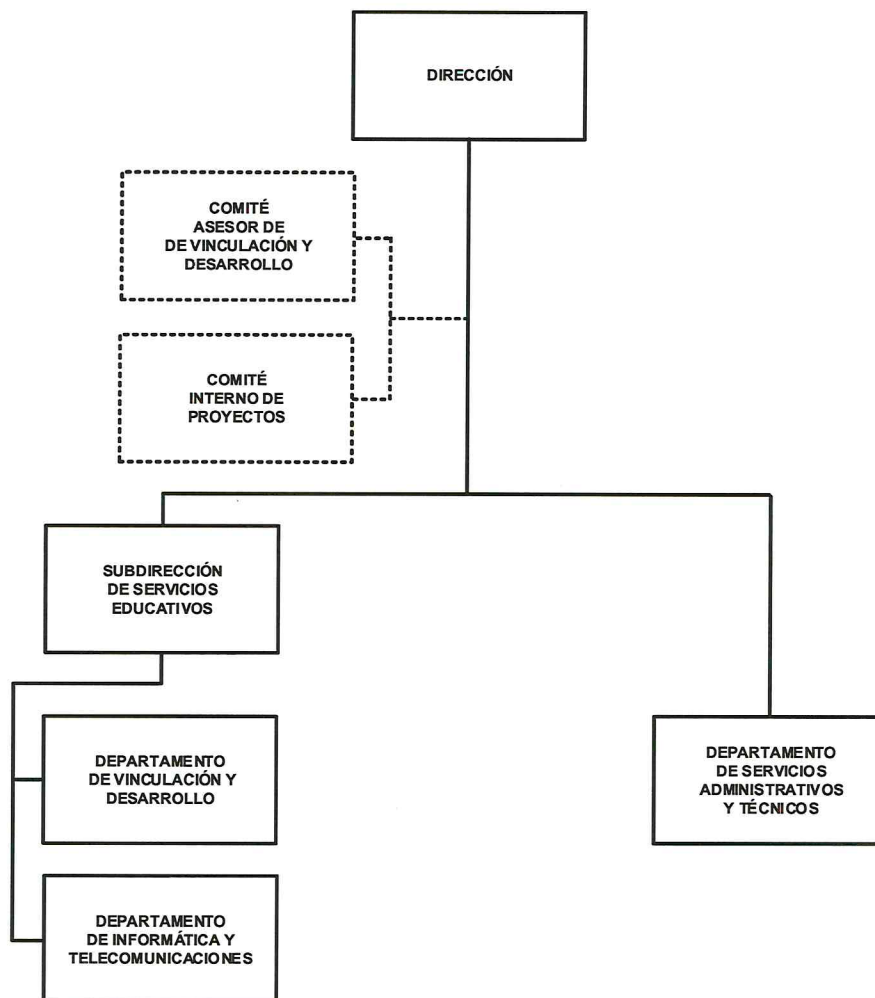 DIRECCIÓN
COMITÉ
ASESOR DE
DE VINCULACIÓN Y
DESARROLLO
COMITÉ
INTERNO DE
PROYECTOS
SUBDIRECCIÓN
DE SERVICIOS
EDUCATIVOS
DEPARTAMENTO
DE VINCULACIÓN Y
DESARROLLO
DEPARTAMENTO
DE SERVICIOS
ADMINISTRATIVOS
Y TÉCNICOS
DEPARTAMENTO
DE INFORMÁTICA Y
TELECOMUNICACIONES